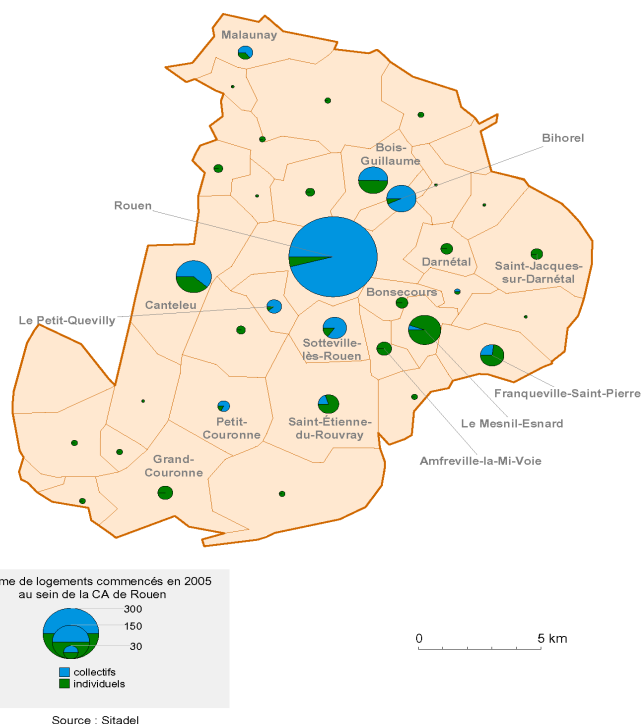 Malaunay
Bihorel
Bois-
Guillaume
Rouen
Darnétal
Saint-Jacques-
sur-Darnétal
Canteleu
Bonsecours
Le Petit-Quevilly
Sotteville-
lès-Rouen
Franqueville-Saint-Pierre
Petit-
Couronne
Saint-Étienne-
du-Rouvray
Le Mesnil-Esnard
Grand-
Couronne
Amfreville-la-Mi-Voie
de logements commencés en 2005
au sein de la CA de Rouen
300
150
30
collectifs
individuels
0 5 km
Source : Sitadel